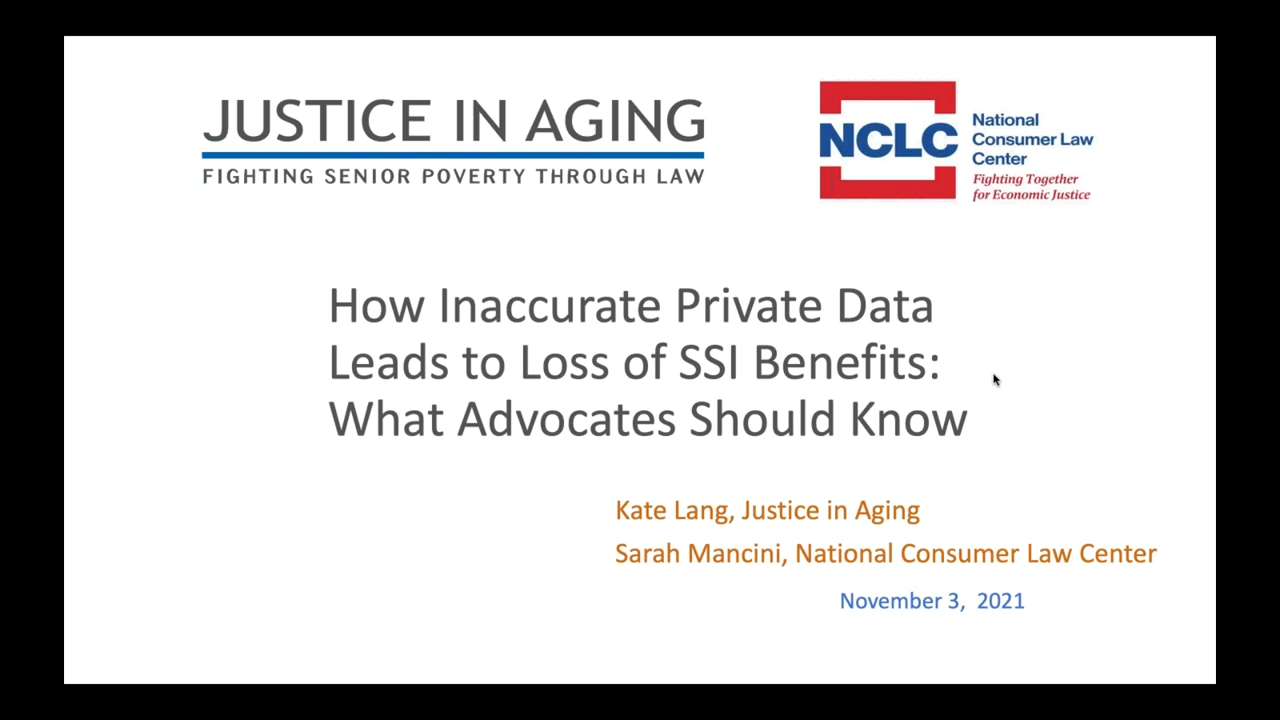 JUSTICE IN AGING
FIGHTING SENIOR POVERTY THROUGH LAW
NCLC
National
Consumer Law
Center
Fighting Together
for Economic Justice
How Inaccurate Private Data
Leads to Loss of SSI Benefits:
What Advocates Should Know
Kate Lang, Justice in Aging
Sarah Mancini, National Consumer Law Center
November 3, 2021